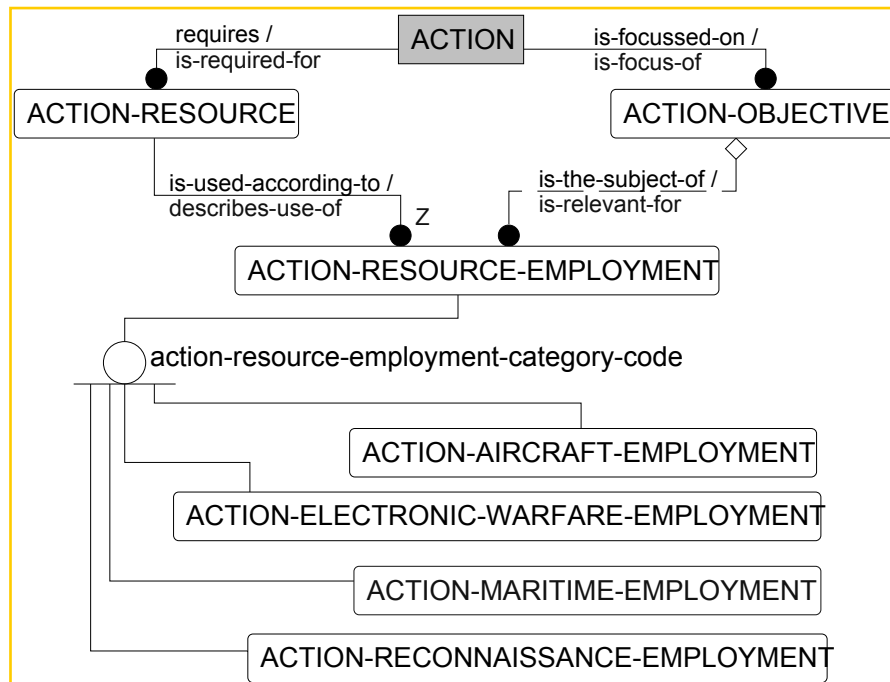 requires /
is-required-for
ACTION
is-focussed-on /
is-focus-of
ACTION-RESOURCE
ACTION-OBJECTIVE
is-used-according-to /
describes-use-of
Z
is-the-subject-of /
is-relevant-for
ACTION-RESOURCE-EMPLOYMENT
action-resource-employment-category-code
ACTION-AIRCRAFT-EMPLOYMENT
ACTION-ELECTRONIC-WARFARE-EMPLOYMENT
ACTION-MARITIME-EMPLOYMENT
ACTION-RECONNAISSANCE-EMPLOYMENT